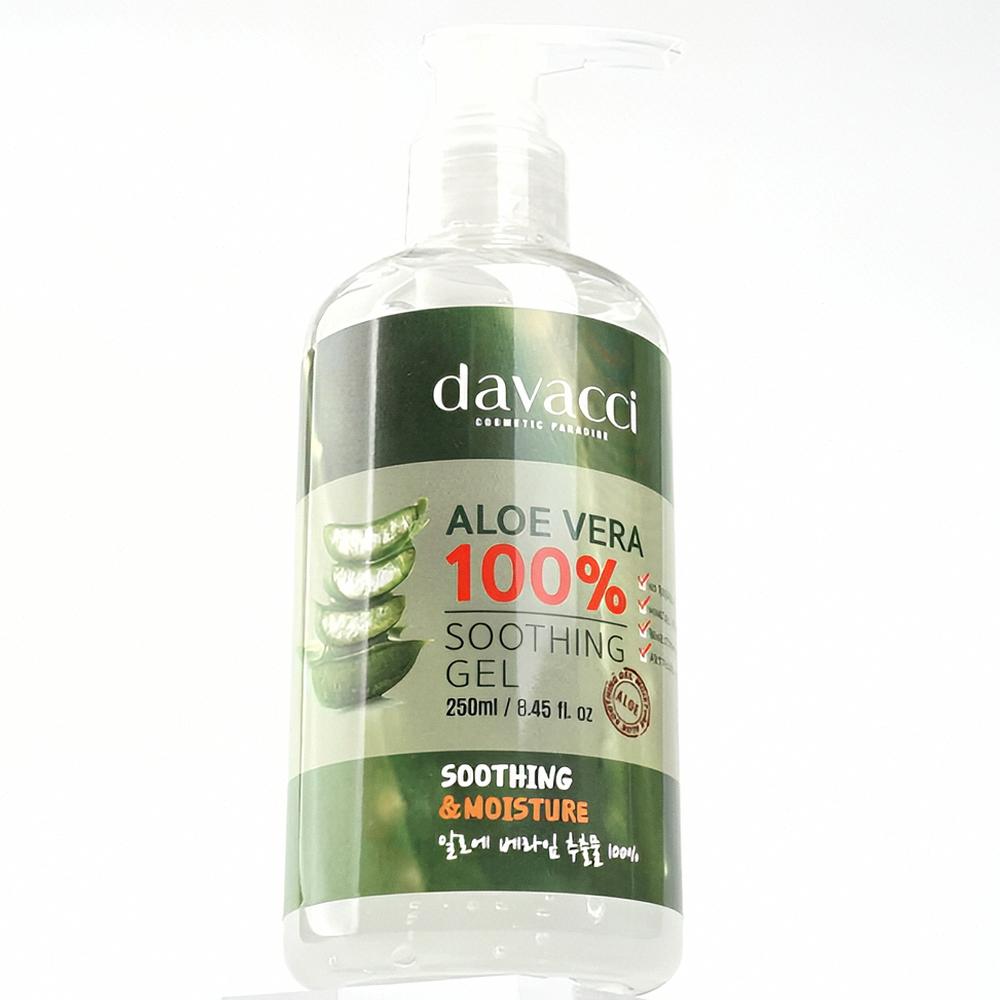 davacci
COSMETIC PARADISE
ALOE VERA
100%
SOOTHING
GEL
250ml / 8.45 fl. oz
ALOE
SOOTHING
&MOISTURE
알로에 베라잎 추출물 100%